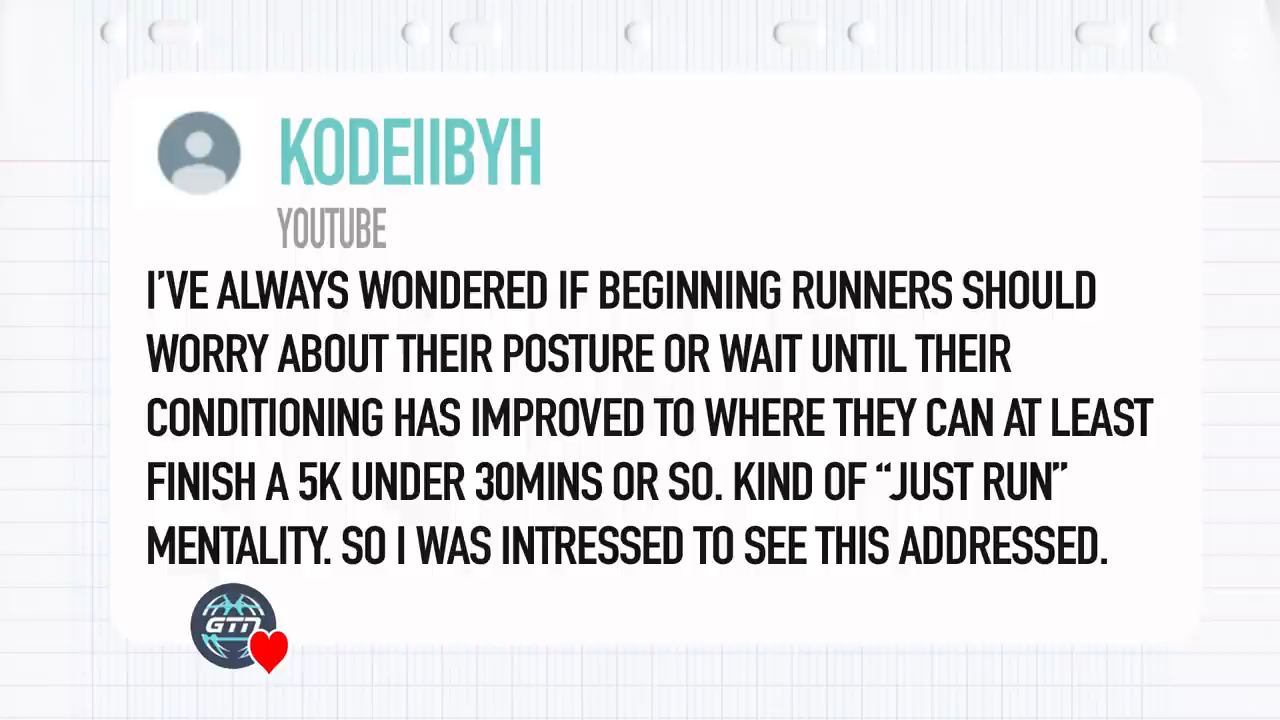 KODEIIBYH
YOUTUBE
I'VE ALWAYS WONDERED IF BEGINNING RUNNERS SHOULD
WORRY ABOUT THEIR POSTURE OR WAIT UNTIL THEIR
CONDITIONING HAS IMPROVED TO WHERE THEY CAN AT LEAST
FINISH A 5K UNDER 30MINS OR SO. KIND OF “JUST RUN”
MENTALITY. SO I WAS INTRESSED TO SEE THIS ADDRESSED.
GTN